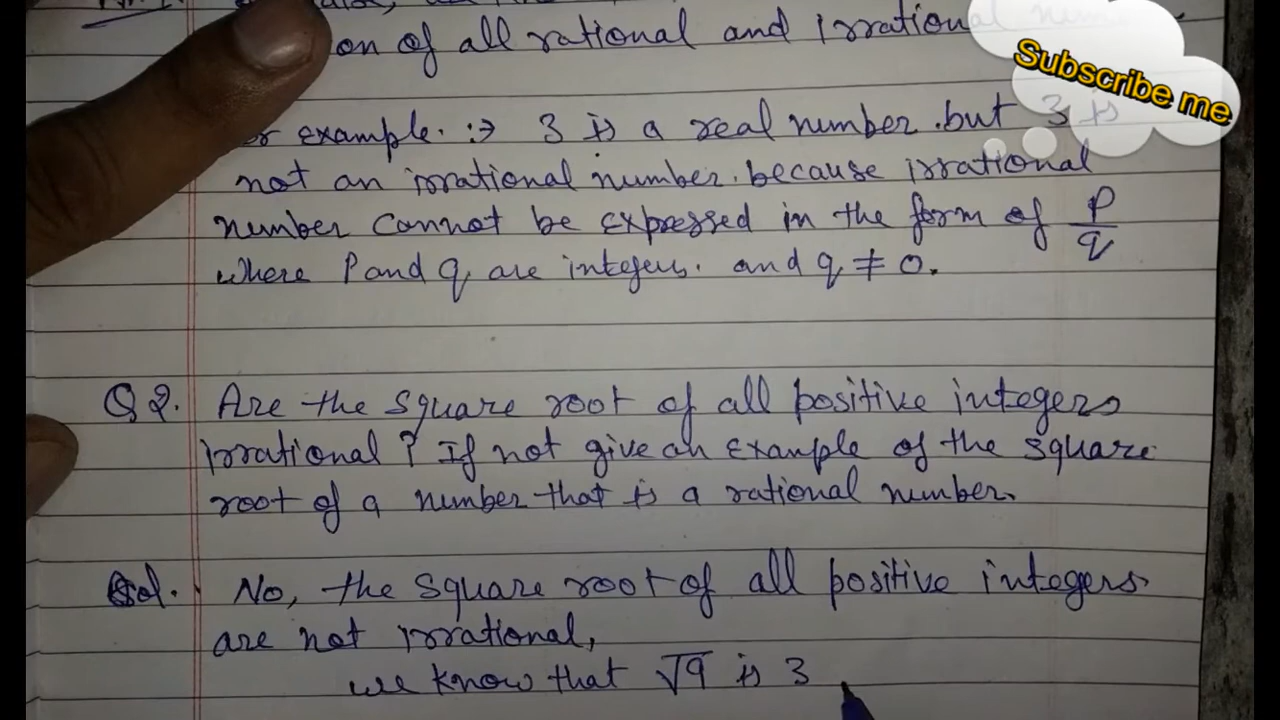 on of all rational and irrational
Subscribe me
example. :⇒ 3 is a real number. but 3 is
not an irrational number. because irrational
number cannot be expressed in the form of P/q
where P and q are integers. and q ≠ 0.
Q 2. Are the square root of all positive integers
irrational ? If not give an example of the square
root of a number that is a rational number.
Sol. No, the square root of all positive integers
are not irrational,
we know that √9 is 3